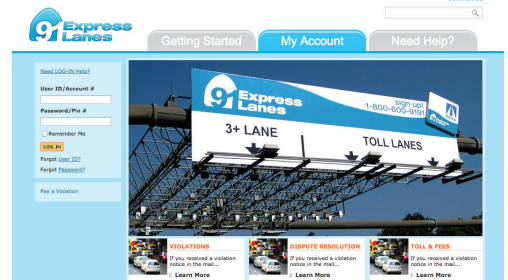 91 Express Lanes
Getting Started
My Account
Need Help?
Need LOG-IN Help?
User ID/Account #
Password/Pin #
Remember Me
LOG IN
Forgot User ID?
Forgot Password?
Pay a Violation
91 Express Lanes
sign up!
1-800-600-9191
3+ LANE
TOLL LANES
VIOLATIONS
If you received a violation
notice in the mail...
Learn More
DISPUTE RESOLUTION
If you received a violation
notice in the mail...
Learn More
TOLL & FEES
If you received a violation
notice in the mail...
Learn More